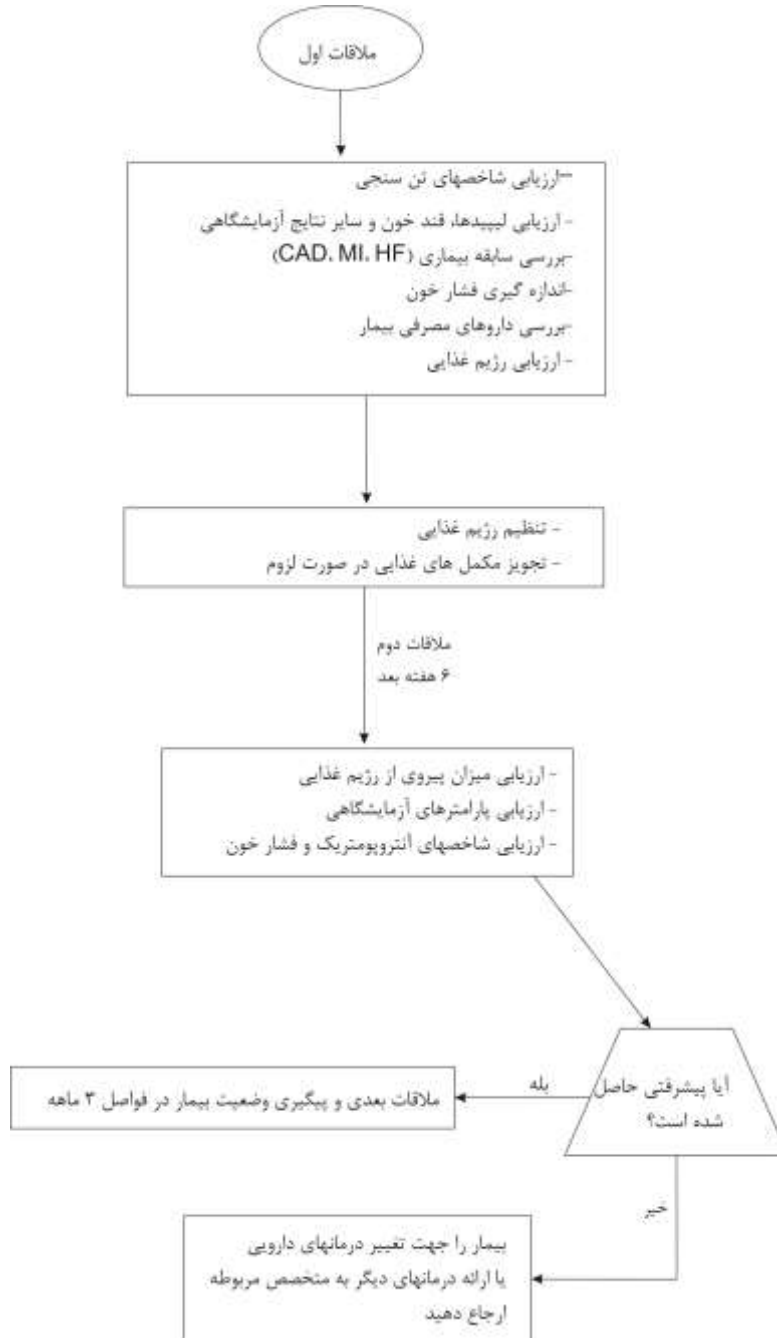 ملاقات اول
-ارزیابی شاخصهای تن سنجی
- ارزیابی لیپیدها، قند خون و سایر نتایج آزمایشگاهی
-بررسی سابقه بیماری (CAD، MI، HF)
-اندازه گیری فشار خون
-بررسی داروهای مصرفی بیمار
- ارزیابی رژیم غذایی
- تنظیم رژیم غذایی
- تجویز مکمل های غذایی در صورت لزوم
ملاقات دوم
۶ هفته بعد
- ارزیابی میزان پیروی از رژیم غذایی
- ارزیابی پارامترهای آزمایشگاهی
- ارزیابی شاخصهای آنتروپومتریک و فشار خون
آیا پیشرفتی حاصل
شده است؟
بله
ملاقات بعدی و پیگیری وضعیت بیمار در فواصل ۳ ماهه
خیر
بیمار را جهت تغییر درمانهای دارویی
یا ارائه درمانهای دیگر به متخصص مربوطه
ارجاع دهید